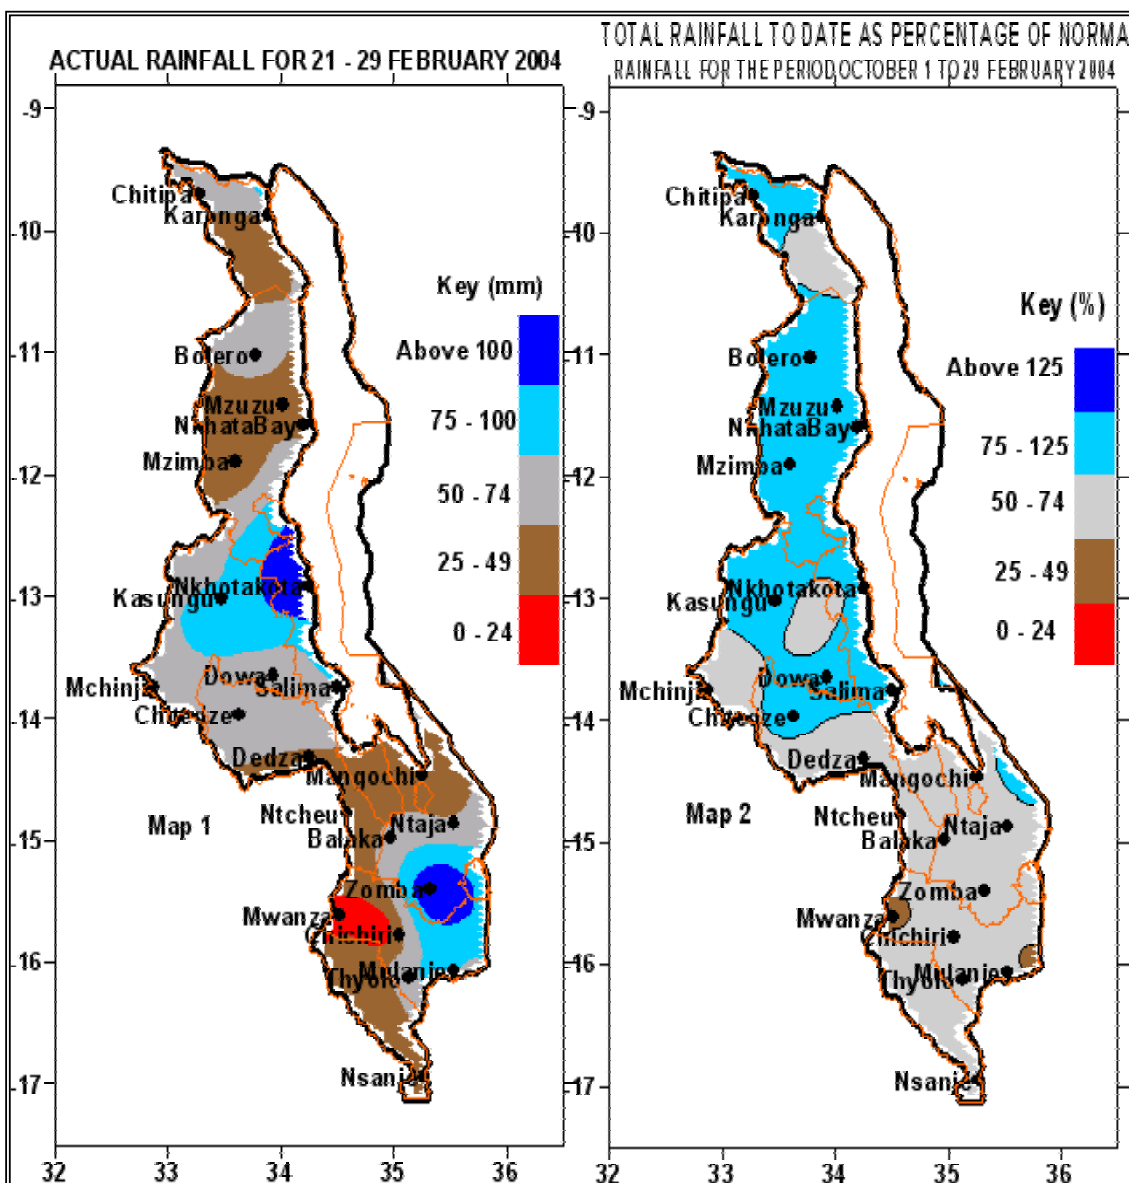 ACTUAL RAINFALL FOR 21 - 29 FEBRUARY 2004
TOTAL RAINFALL TO DATE AS PERCENTAGE OF NORMA
RAINFALL FOR THE PERIOD OCTOBER 1 TO 29 FEBRUARY 2004
-9
-10
-11
-12
-13
-14
-15
-16
-17
32
33
34
35
36
Chitipa
Karonga
Bolero
Mzuzu
NkhataBay
Mzimba
Nkhotakota
Kasungu
Dowa
Salima
Mchinji
Chitedze
Dedza
Mangochi
Ntcheu
Ntaja
Balaka
Zomba
Mwanza
Chichiri
Mulanje
Thyolo
Nsanje
Map 1
Key (mm)
Above 100
75 - 100
50 - 74
25 - 49
0 - 24
-9
-10
-11
-12
-13
-14
-15
-16
-17
32
33
34
35
36
Chitipa
Karonga
Bolero
Mzuzu
NkhataBay
Mzimba
Nkhotakota
Kasungu
Dowa
Salima
Mchinji
Chitedze
Dedza
Mangochi
Ntcheu
Ntaja
Balaka
Zomba
Mwanza
Chichiri
Mulanje
Thyolo
Nsanje
Map 2
Key (%)
Above 125
75 - 125
50 - 74
25 - 49
0 - 24